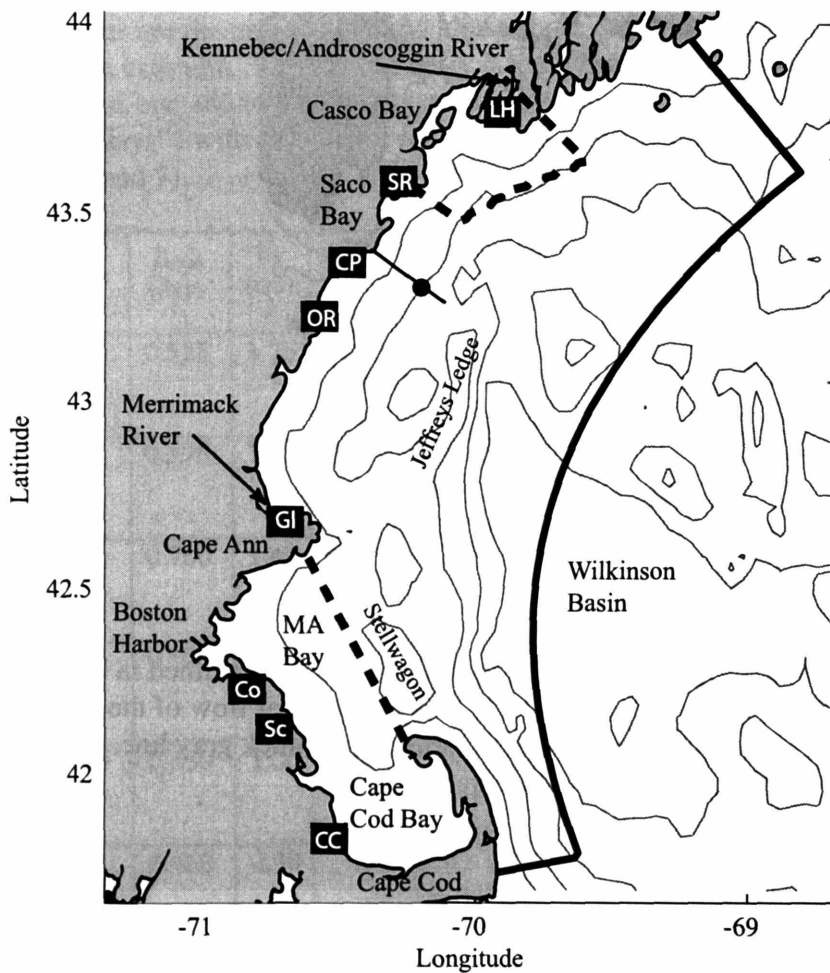 44
Kennebec/Androscoggin River
Casco Bay
LH
SR
Saco
Bay
43.5
CP
OR
Jeffreys Ledge
43
Merrimack
River
Latitude
GI
Cape Ann
42.5
Wilkinson
Basin
Boston
Harbor
MA
Bay
Stellwagon
Co
Sc
42
Cape
Cod Bay
CC
Cape Cod
-71
-70
-69
Longitude